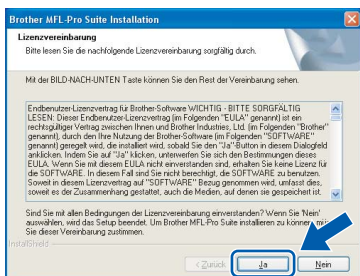 Brother MFL-Pro Suite Installation
Lizenzvereinbarung
Bitte lesen Sie die nachfolgende Lizenzvereinbarung sorgfältig durch.
Mit der BILD-NACH-UNTEN Taste können Sie den Rest der Vereinbarung sehen.
Endbenutzer-Lizenzvertrag für Brother-Software WICHTIG - BITTE SORGFÄLTIG
LESEN: Dieser Endbenutzer-Lizenzvertrag (im Folgenden "EULA" genannt) ist ein
rechtsgültiger Vertrag zwischen Ihnen und Brother Industries, Ltd. (im Folgenden "Brother"
genannt), durch den Ihre Nutzung der Brother-Software (im Folgenden "SOFTWARE"
genannt) geregelt wird, die installiert wird, sobald Sie den "Ja"-Button in diesem Dialogfeld
anklicken. Indem Sie auf "Ja" klicken, unterwerfen Sie sich den Bestimmungen dieses
EULA. Wenn Sie mit diesem EULA nicht einverstanden sind, erhalten Sie keine Lizenz für
die SOFTWARE. In diesem Fall sind Sie nicht berechtigt, die SOFTWARE zu benutzen.
Soweit in diesem Lizenzvertrag auf "SOFTWARE" Bezug genommen wird, umfasst dies,
soweit es der Zusammenhang gestattet, auch die Medien, auf denen sie gespeichert ist.
Sind Sie mit allen Bedingungen der Lizenzvereinbarung einverstanden? Wenn Sie 'Nein'
auswählen, wird das Setup beendet. Um Brother MFL-Pro Suite installieren zu können,
Sie dieser Vereinbarung zustimmen.
InstallShield
< Zurück
Ja
Nein